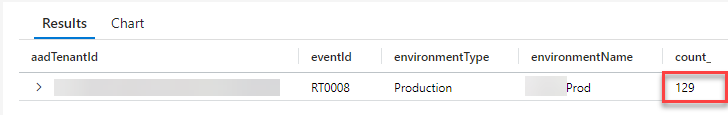 Results Chart
aadTenantId eventId environmentType environmentName count_
RT0008 Production Prod 129